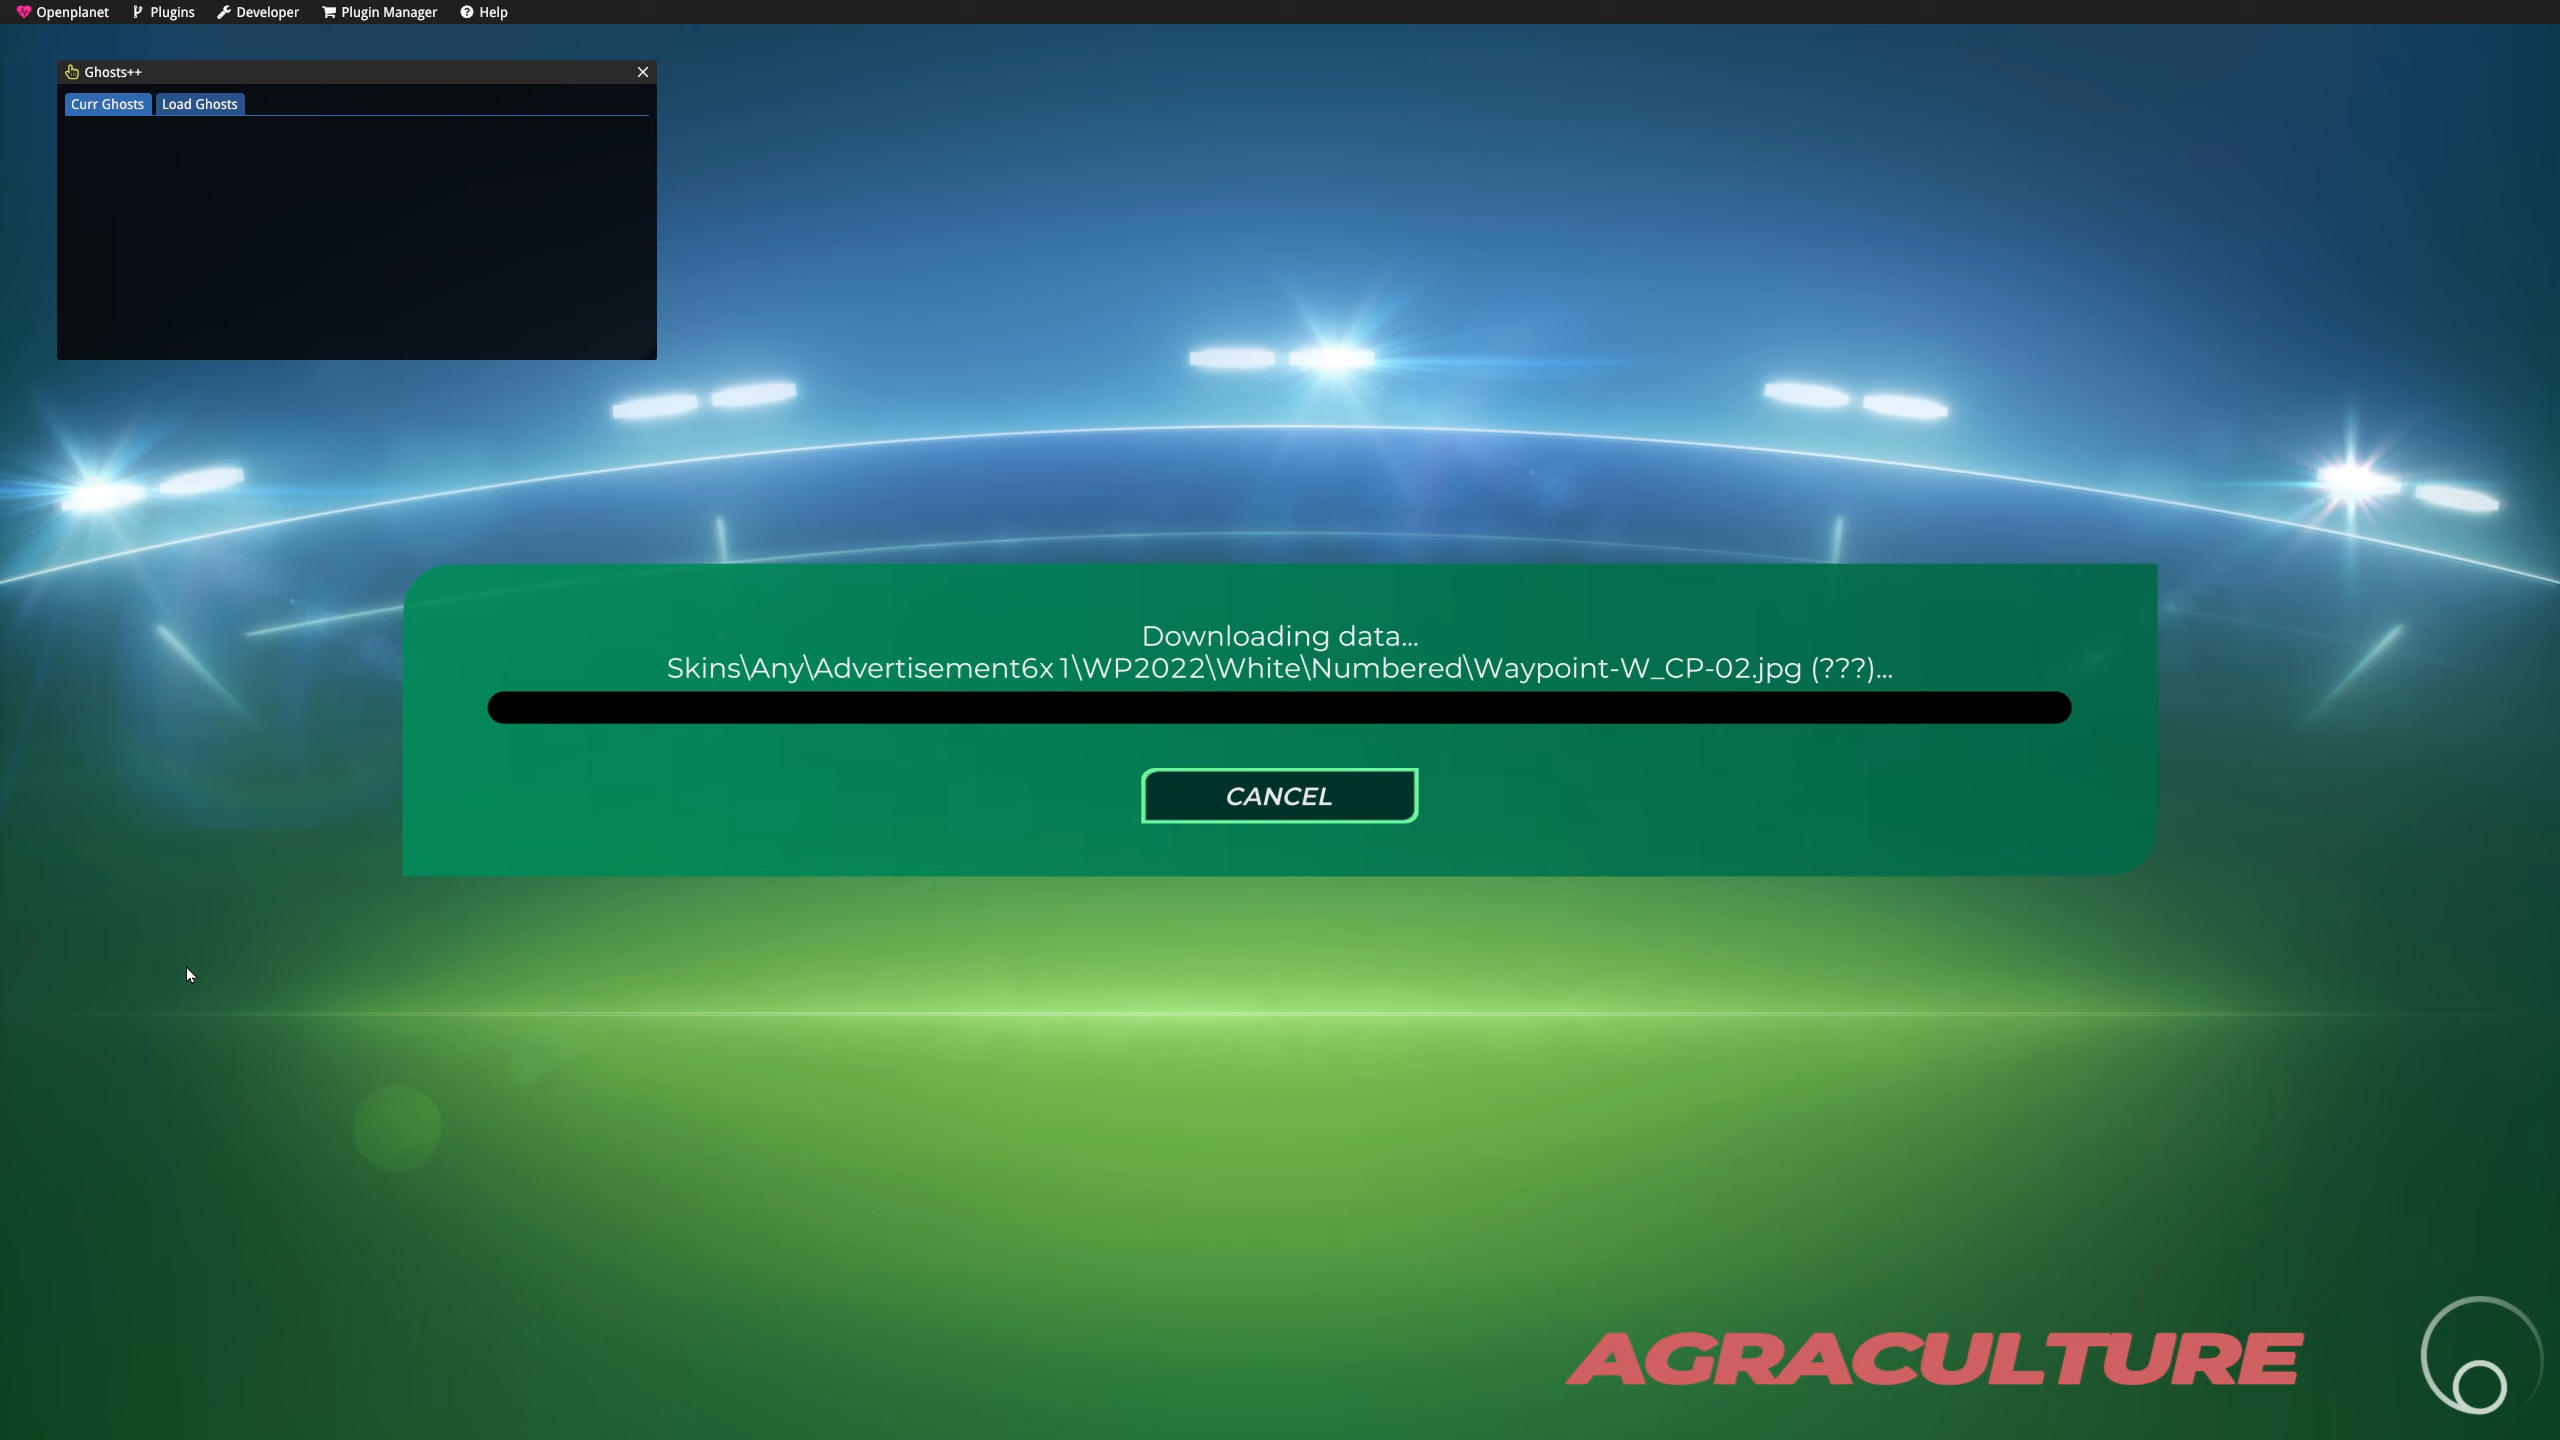 Openplanet Plugins Developer Plugin Manager Help
Ghosts++
Curr Ghosts Load Ghosts
Downloading data...
Skins\Any\Advertisement6x1\WP2022\White\Numbered\Waypoint-W_CP-02.jpg (???)...
CANCEL
AGRACULTURE